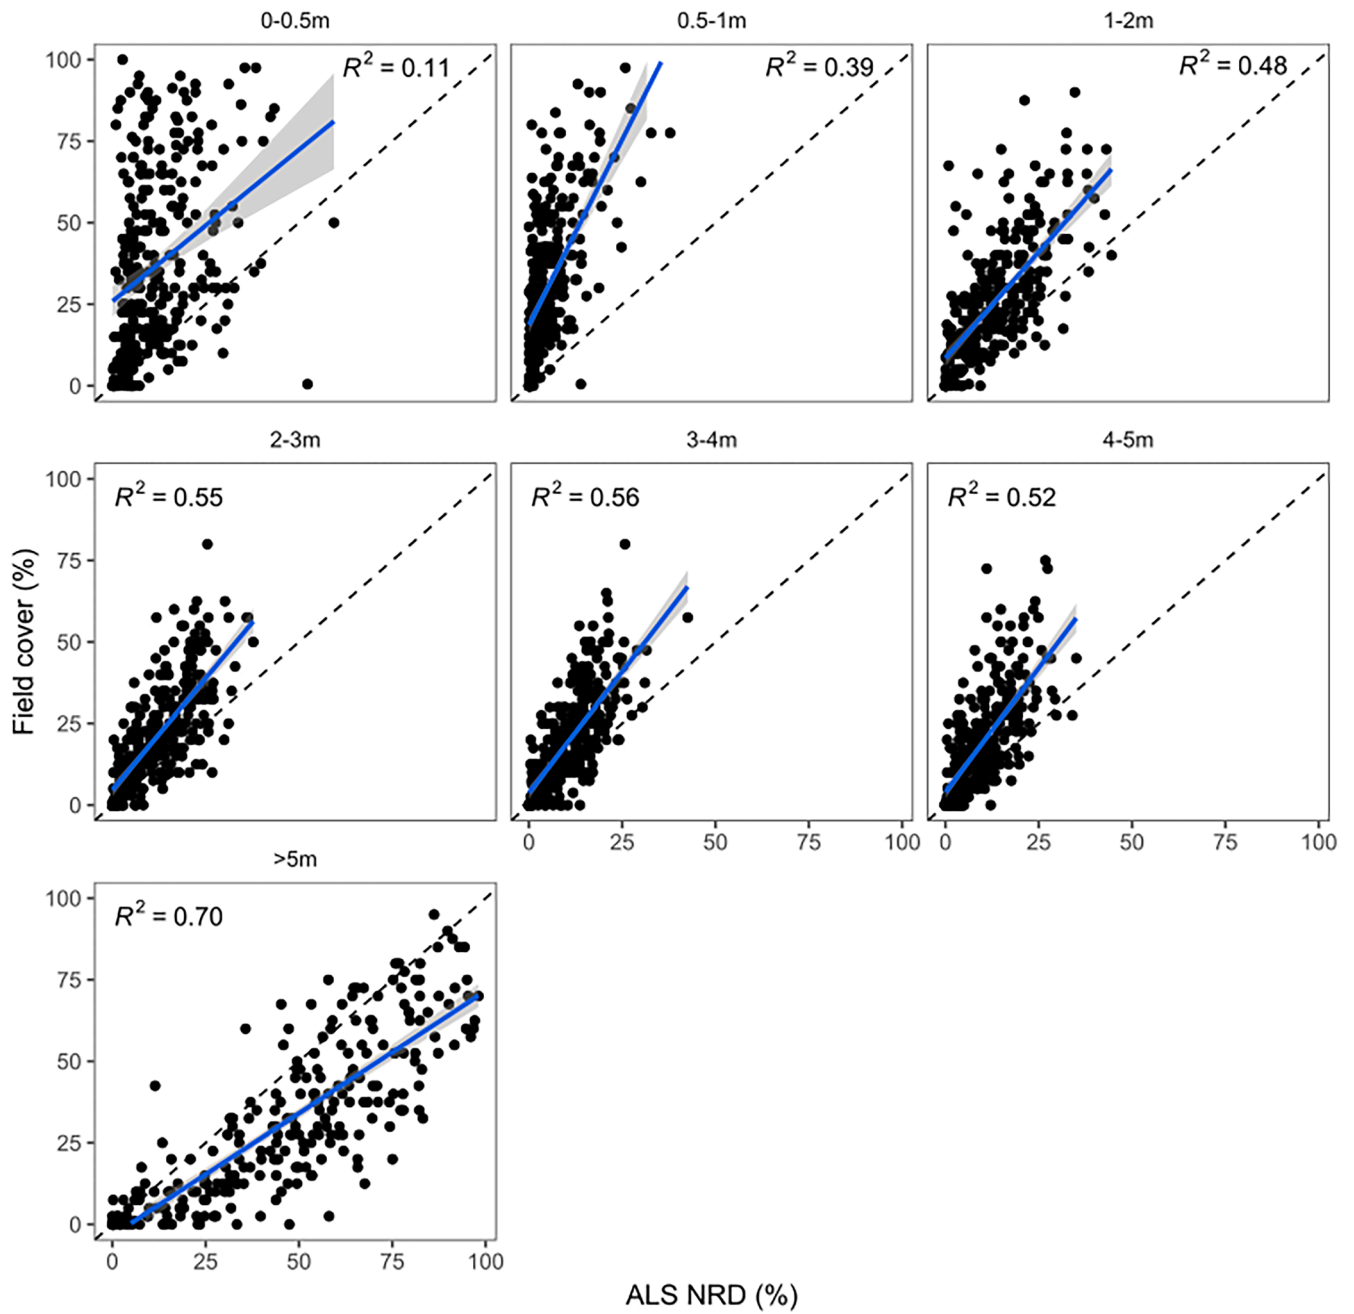 0-0.5m
0.5-1m
1-2m
R² = 0.11
R² = 0.39
R² = 0.48
100
75
50
25
0
2-3m
3-4m
4-5m
R² = 0.55
R² = 0.56
R² = 0.52
100
75
50
25
0
0 25 50 75 100
0 25 50 75 100
>5m
R² = 0.70
100
75
50
25
0
0 25 50 75 100
Field cover (%)
ALS NRD (%)